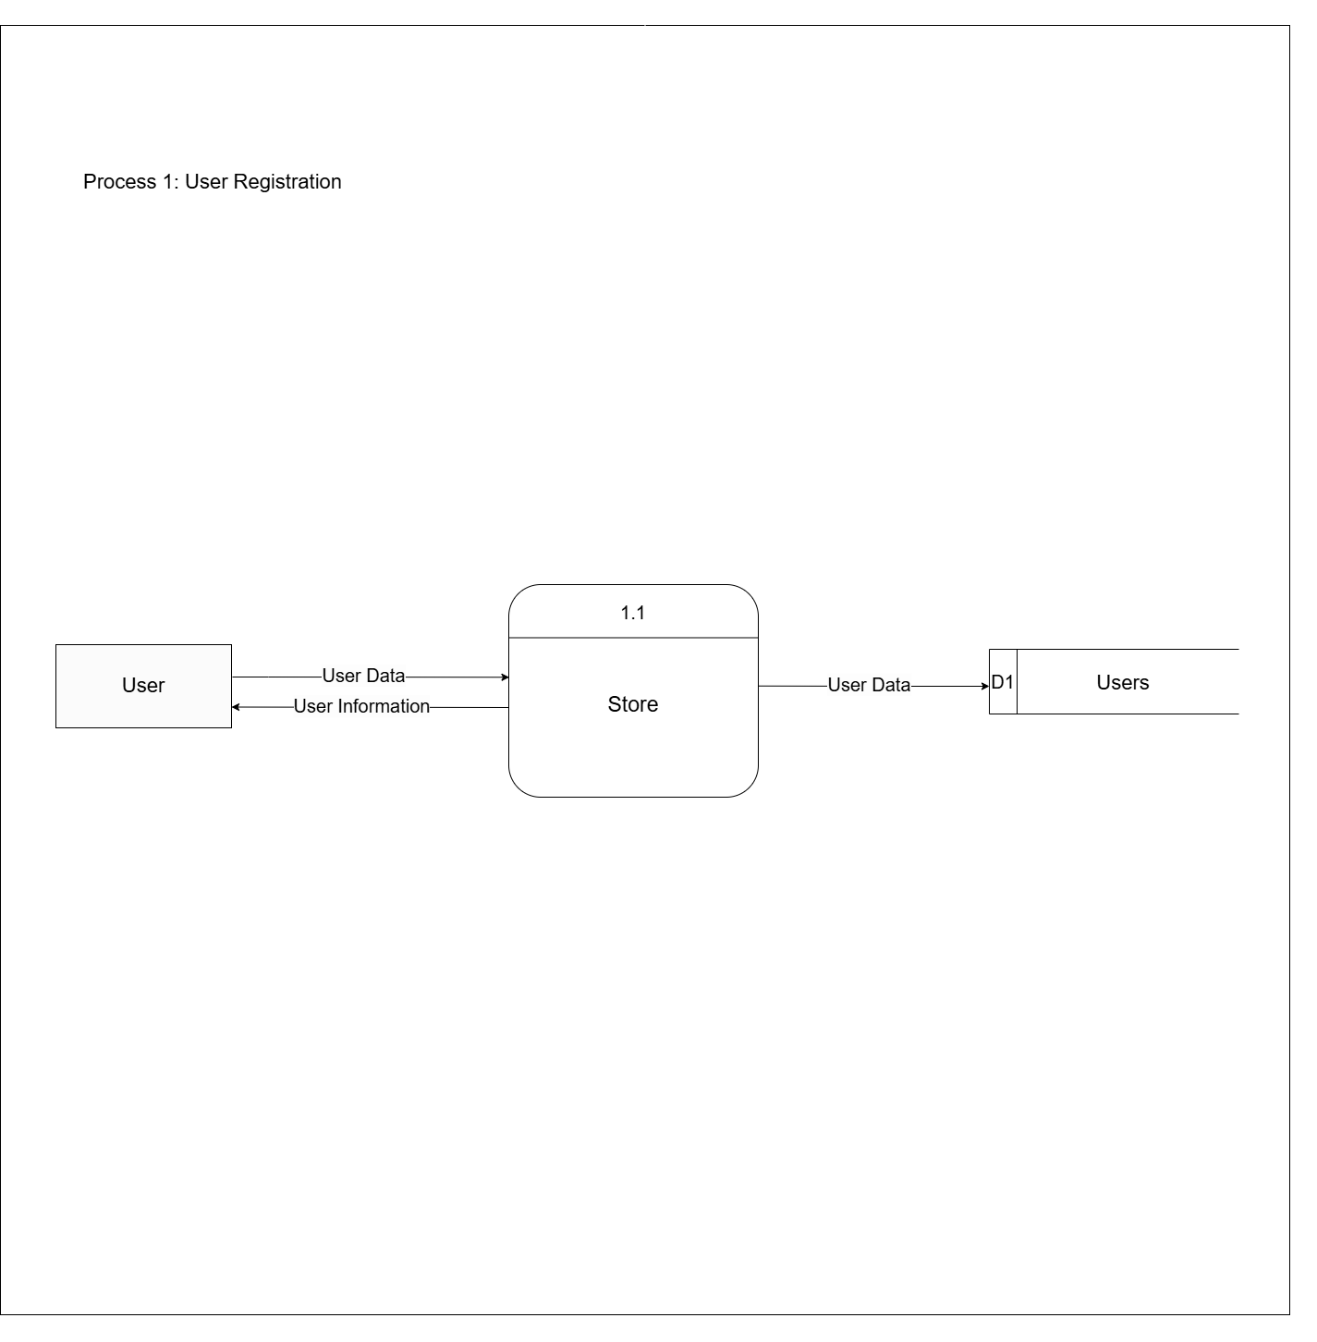 Process 1: User Registration
1.1
User
User Data
User Information
Store
User Data
D1
Users